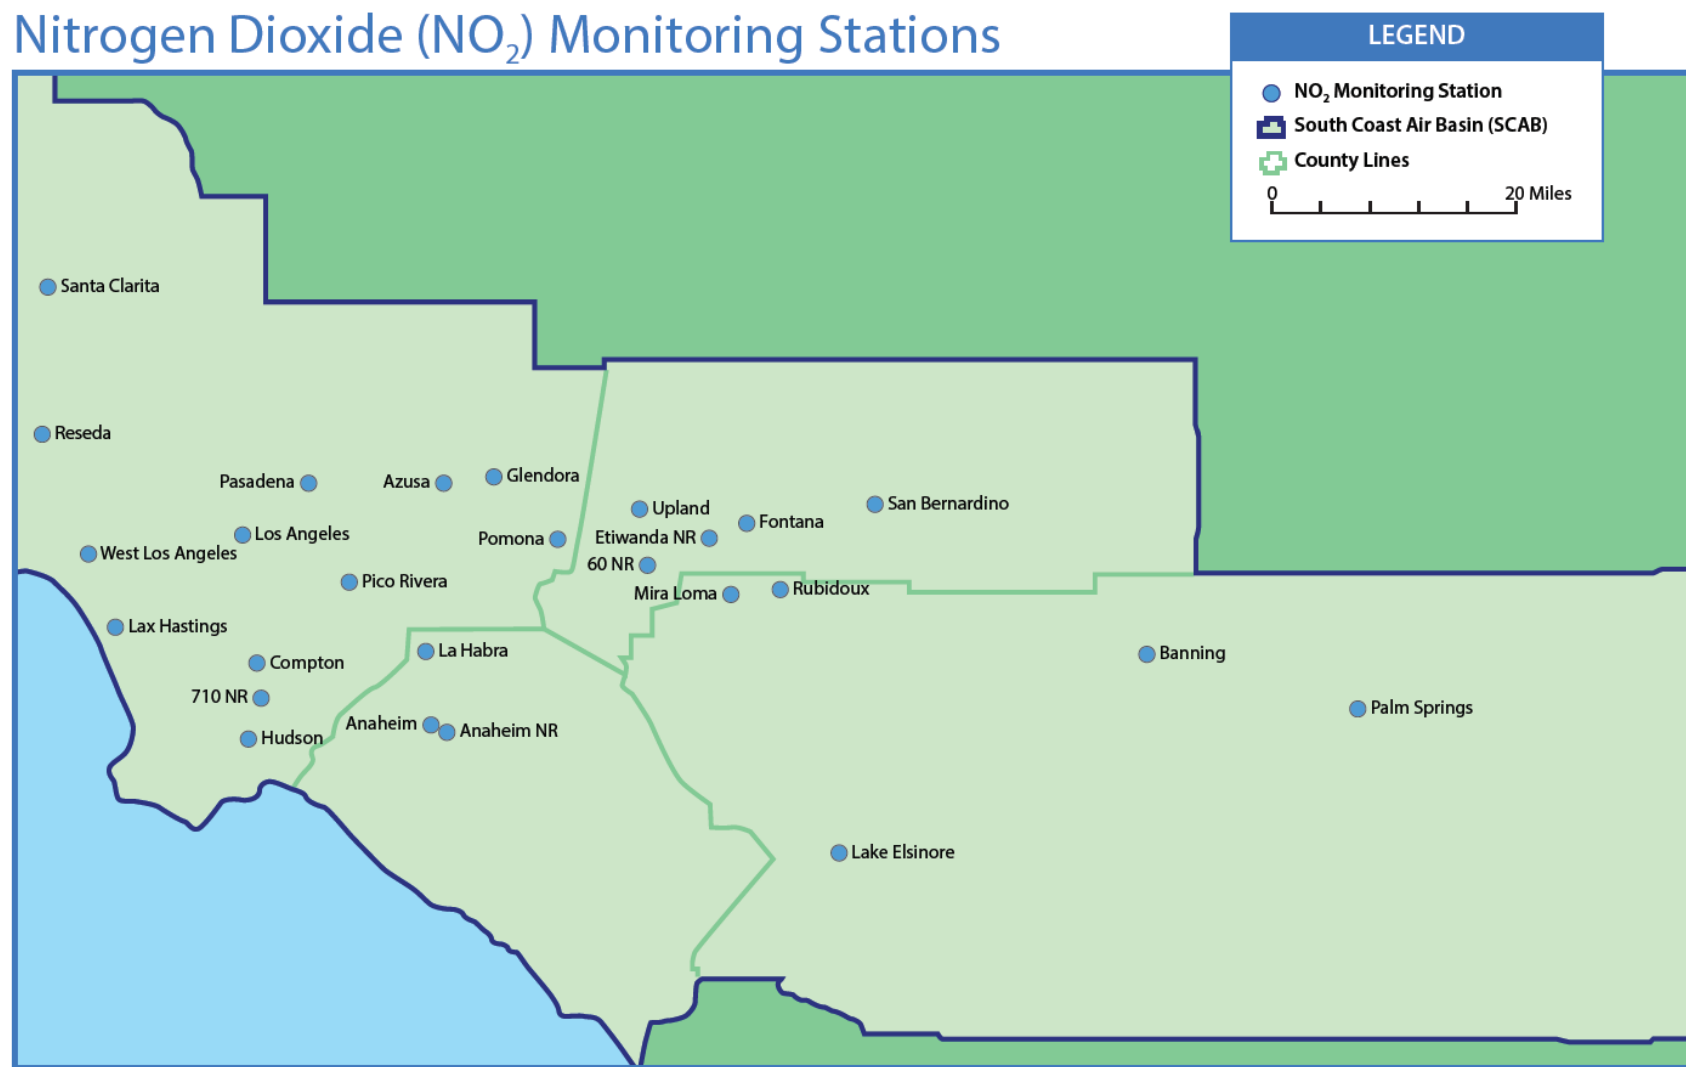 Nitrogen Dioxide (NO₂) Monitoring Stations
LEGEND
NO₂ Monitoring Station
South Coast Air Basin (SCAB)
County Lines
0 20 Miles
Santa Clarita
Reseda
Pasadena
Azusa
Glendora
Upland
San Bernardino
Fontana
Los Angeles
Pomona
Etiwanda NR
West Los Angeles
60 NR
Pico Rivera
Mira Loma
Rubidoux
Lax Hastings
La Habra
Banning
Compton
710 NR
Palm Springs
Anaheim
Anaheim NR
Hudson
Lake Elsinore